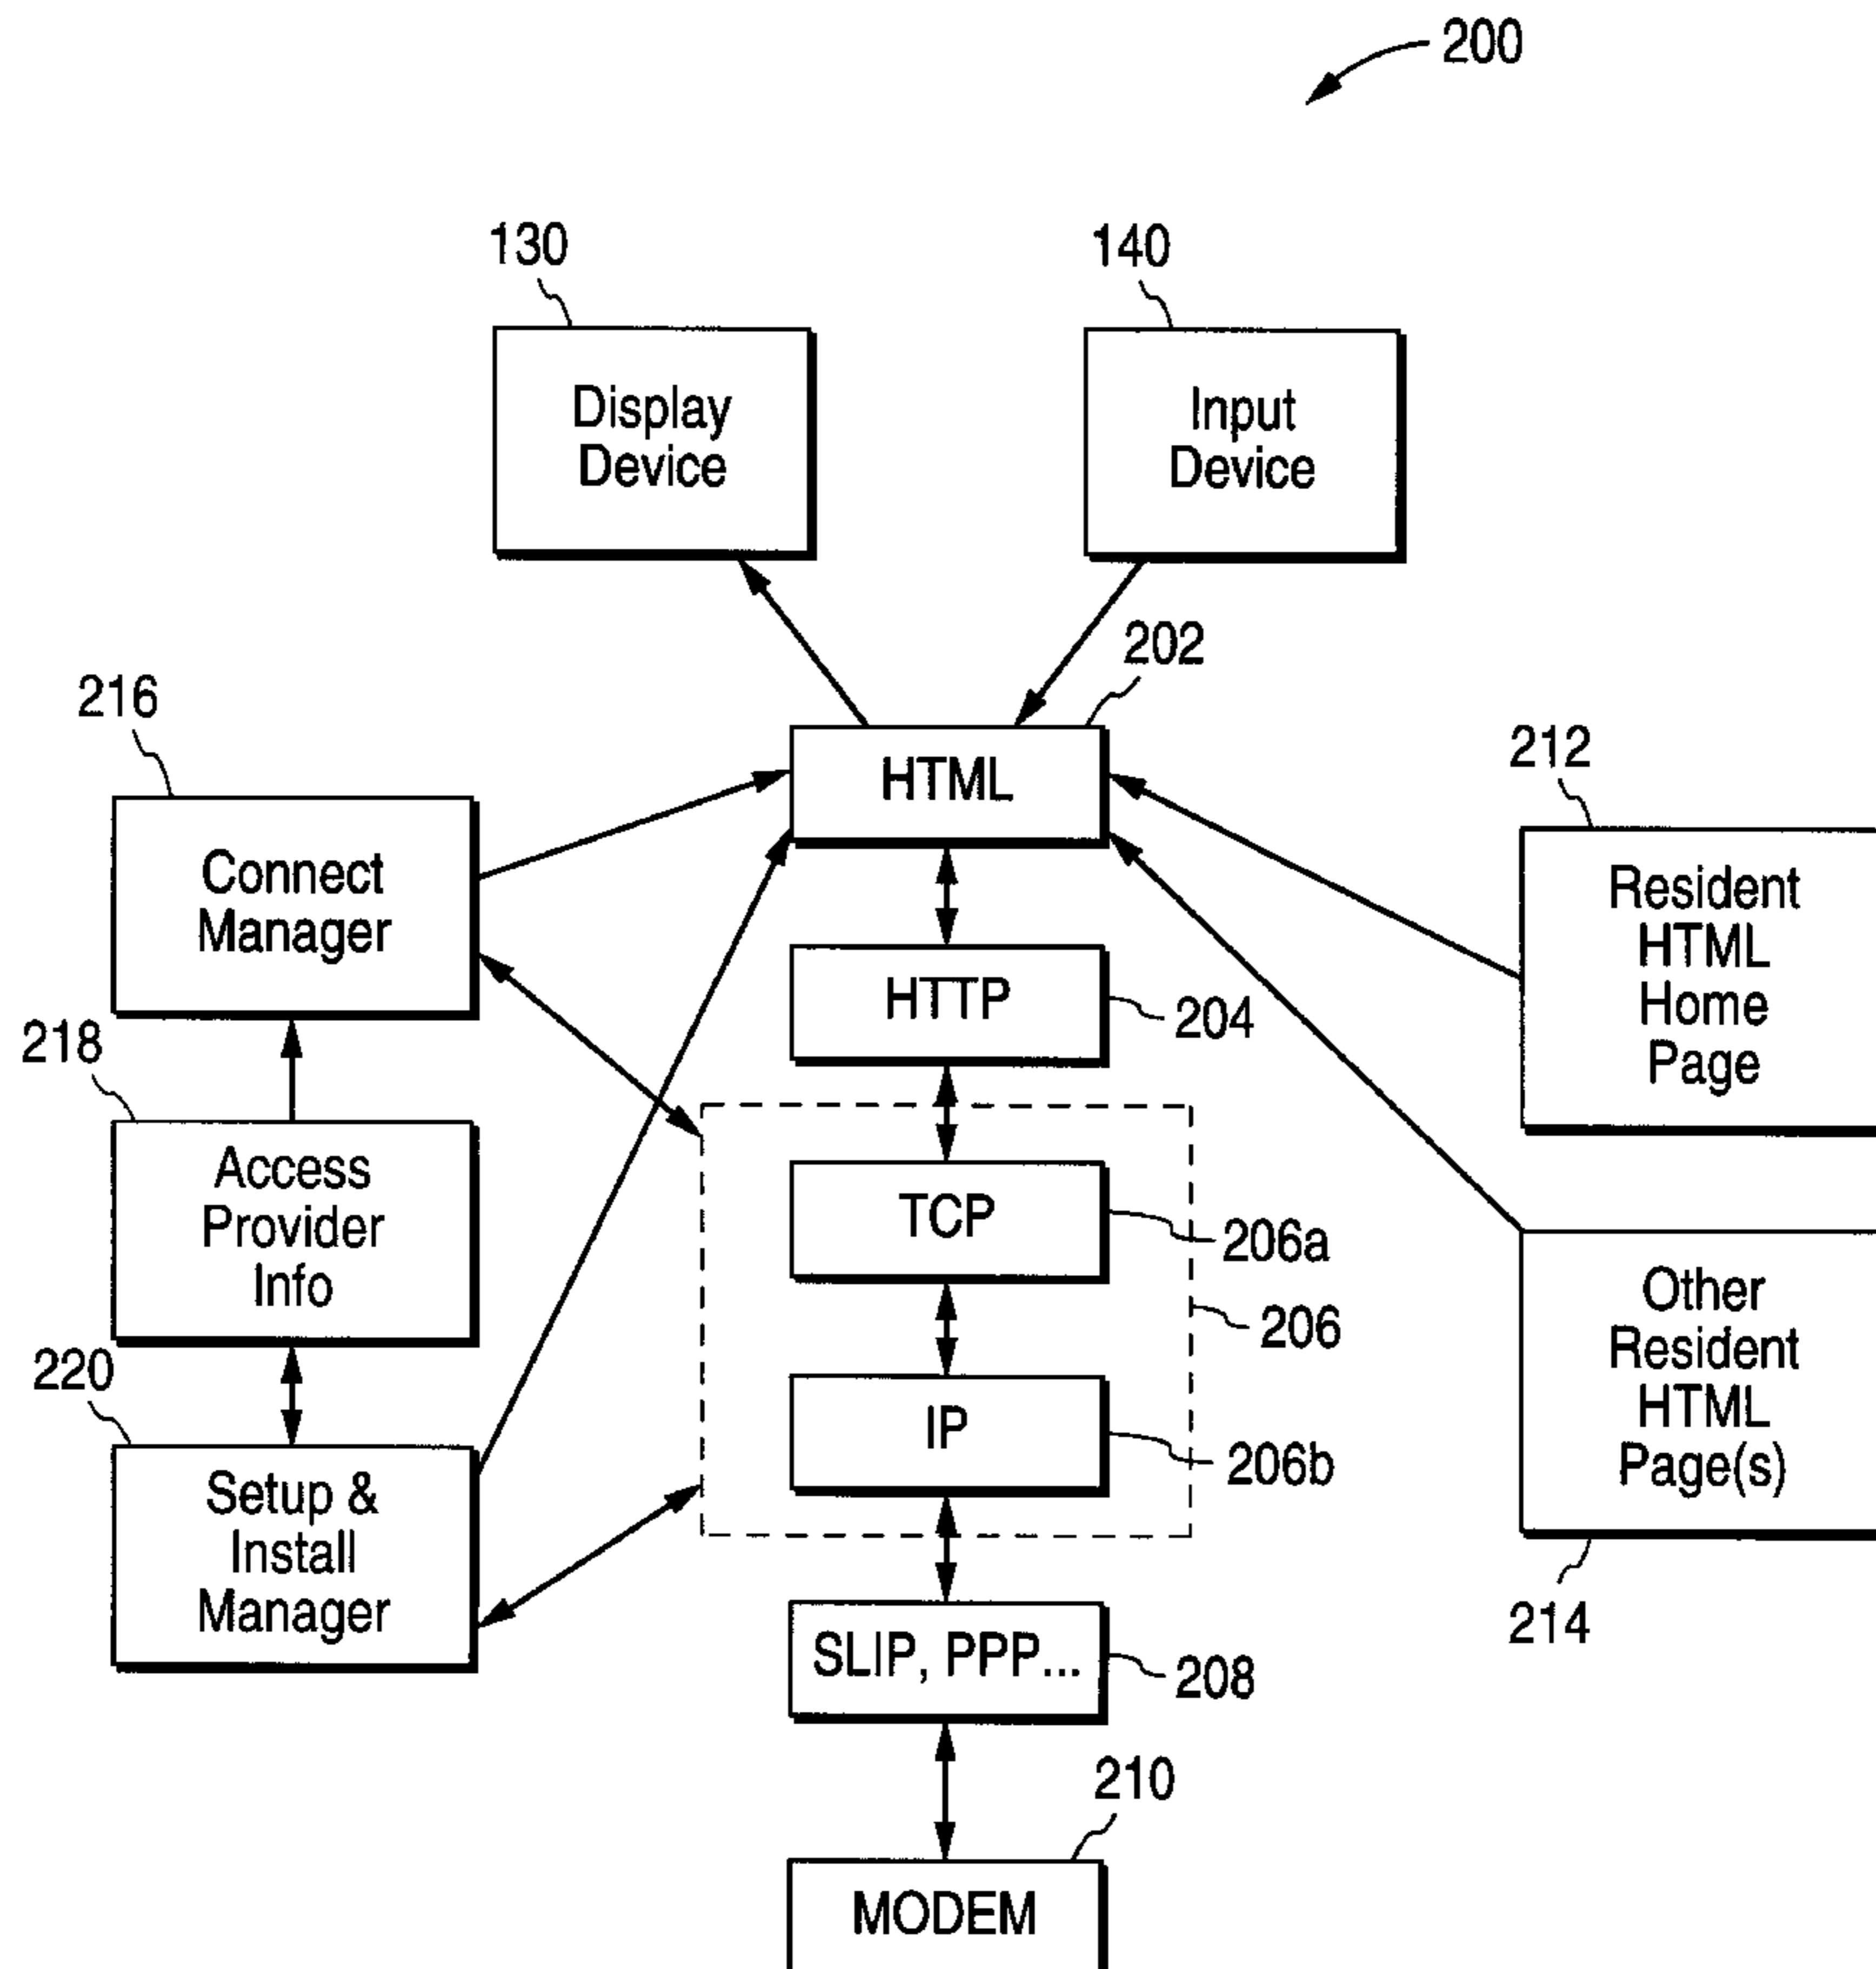 200
130
140
Display
Device
Input
Device
202
216
212
HTML
Connect
Manager
Resident
HTML
Home
Page
HTTP
204
218
Access
Provider
Info
TCP
206a
206
Other
Resident
HTML
Page(s)
220
IP
206b
Setup &
Install
Manager
214
SLIP, PPP...
208
210
MODEM